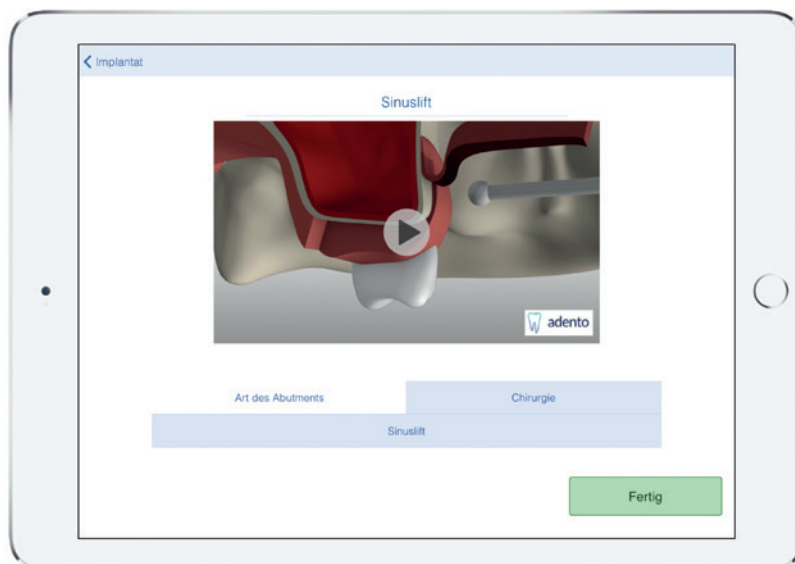 Implantat
Sinuslift
adento
Art des Abutments
Chirurgie
Sinuslift
Fertig